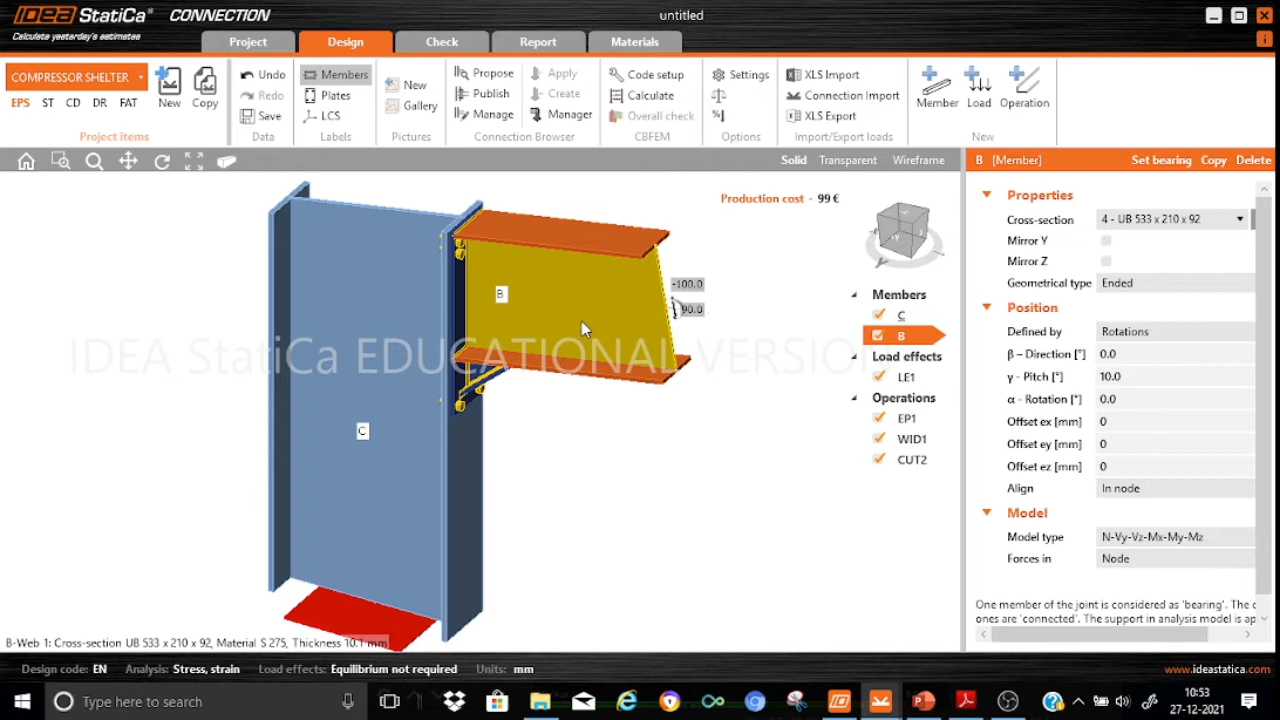 IDEA StatiCa® CONNECTION
Calculate yesterday's estimates
untitled
Project Design Check Report Materials
COMPRESSOR SHELTER
EPS ST CD DR FAT
New Copy
Project items
Undo
Redo
Save
Data
Members
Plates
LCS
Labels
New
Gallery
Pictures
Propose
Publish
Manage
Apply
Create
Manager
Connection Browser
Code setup
Calculate
Overall check
CBFEM
Settings
Options
XLS Import
Connection Import
XLS Export
Import/Export loads
Member Load Operation
New
Solid Transparent Wireframe
Production cost - 99 €
B
C
-100.0
90.0
IDEA StatiCa EDUCATIONAL VERSION
Members
C
B
Load effects
LE1
Operations
EP1
WID1
CUT2
B [Member] Set bearing Copy Delete
Properties
Cross-section 4 - UB 533 x 210 x 92
Mirror Y
Mirror Z
Geometrical type Ended
Position
Defined by Rotations
β – Direction [°] 0.0
γ - Pitch [°] 10.0
α - Rotation [°] 0.0
Offset ex [mm] 0
Offset ey [mm] 0
Offset ez [mm] 0
Align In node
Model
Model type N-Vy-Vz-Mx-My-Mz
Forces in Node
One member of the joint is considered as 'bearing'. The
ones are 'connected'. The support in analysis model is ap
B-Web 1: Cross-section UB 533 x 210 x 92, Material S 275, Thickness 10.1 mm
Design code: EN Analysis: Stress, strain Load effects: Equilibrium not required Units: mm
www.ideastatica.com
Type here to search
10:53
27-12-2021